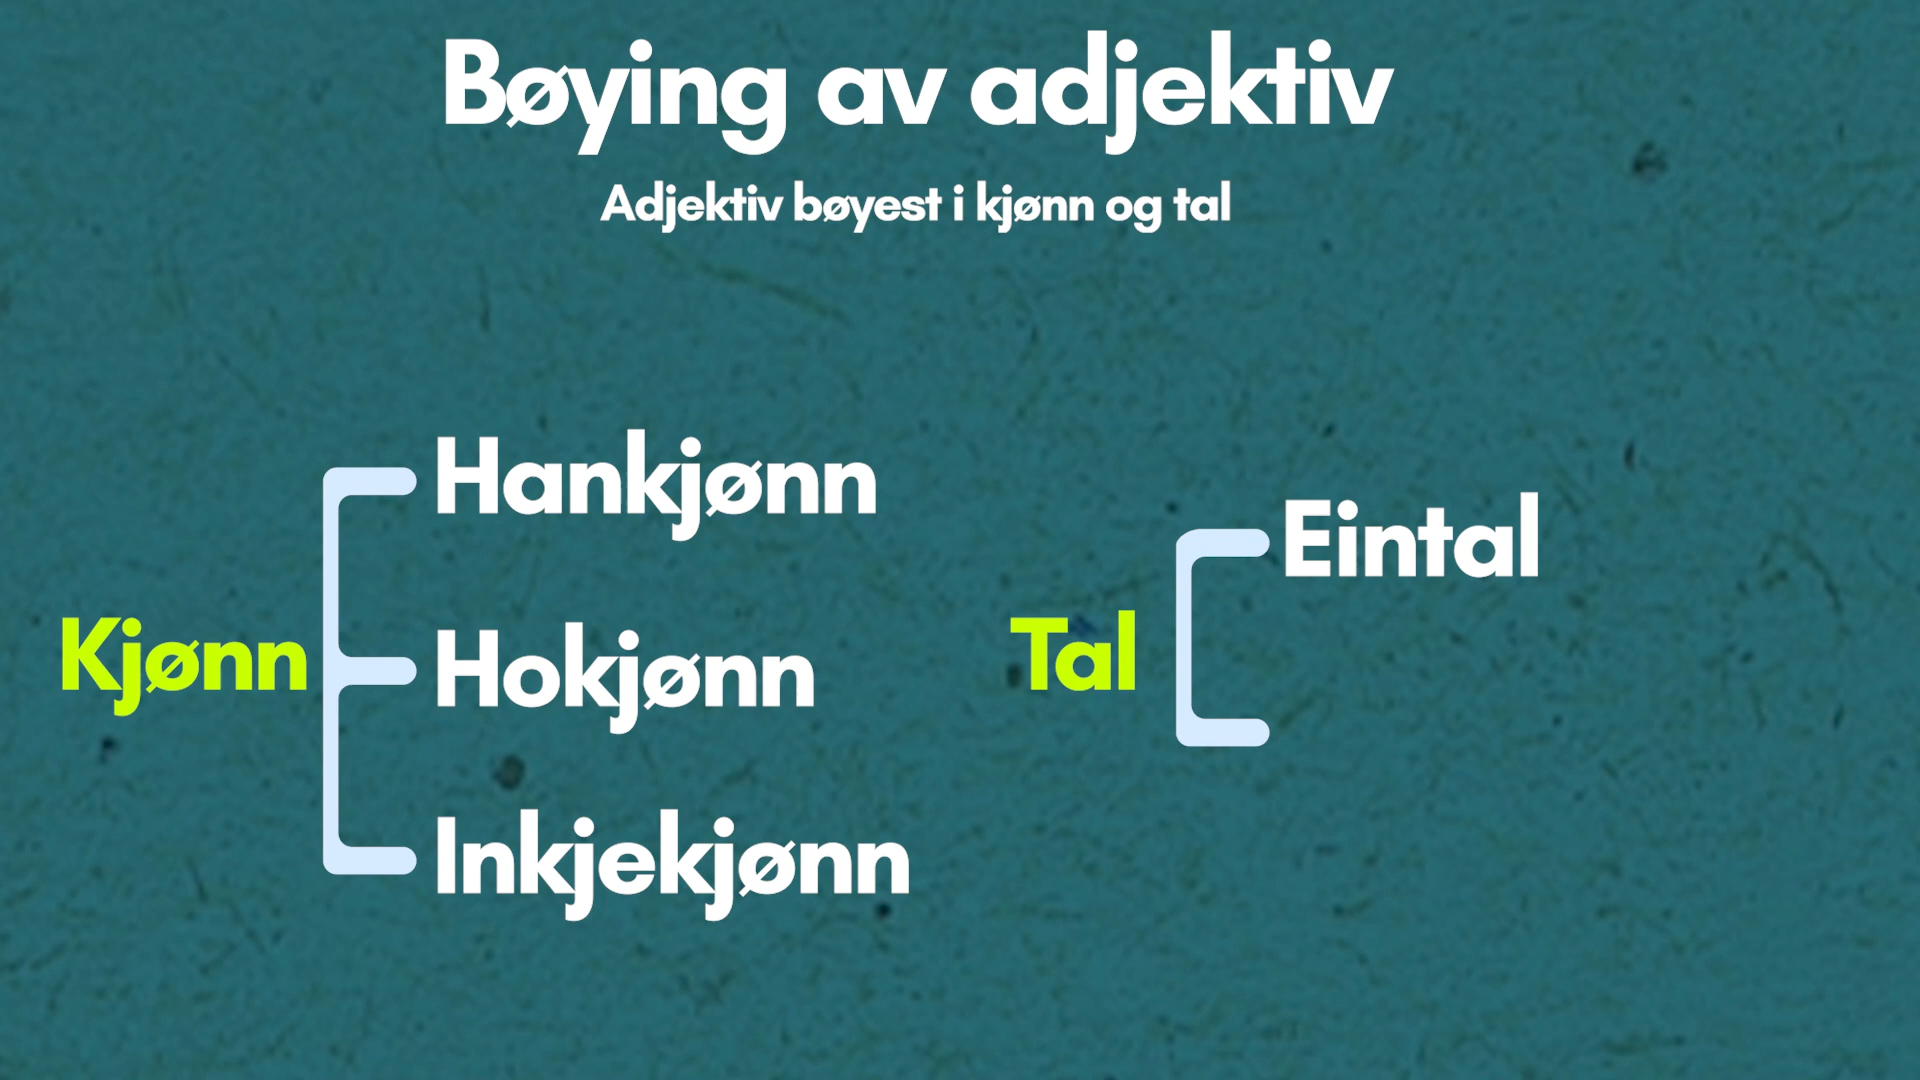 Bøying av adjektiv
Adjektiv bøyest i kjønn og tal
Kjønn
Hankjønn
Hokjønn
Inkjekjønn
Tal
Eintal